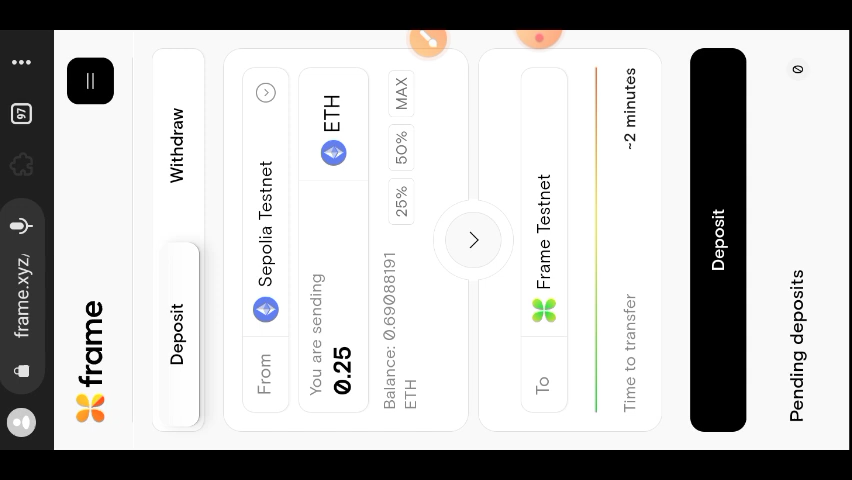 frame.xyz/
97
frame
Deposit
Withdraw
From
Sepolia Testnet
You are sending
0.25
ETH
Balance: 0.69088191
ETH
25%
50%
MAX
To
Frame Testnet
Time to transfer
~2 minutes
Deposit
Pending deposits
0